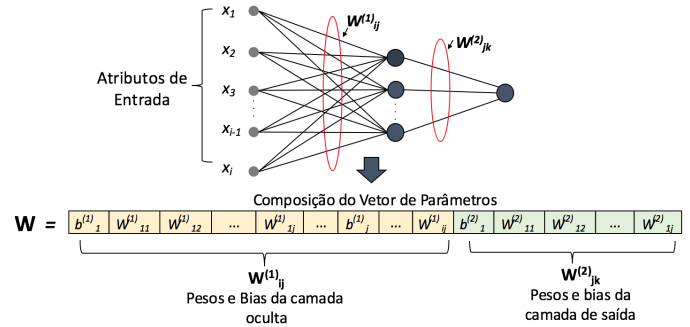 x1
x2
x3
xi-1
xi
Atributos de
Entrada
W(1)ij
W(2)jk
Composição do Vetor de Parâmetros
W = b(1)1 W(1)11 W(1)12 ... W(1)1j ... b(1)j ... W(1)ij b(2)1 W(2)11 W(2)12 ... W(2)1j
W(1)ij
Pesos e Bias da camada
oculta
W(2)jk
Pesos e bias da
camada de saída